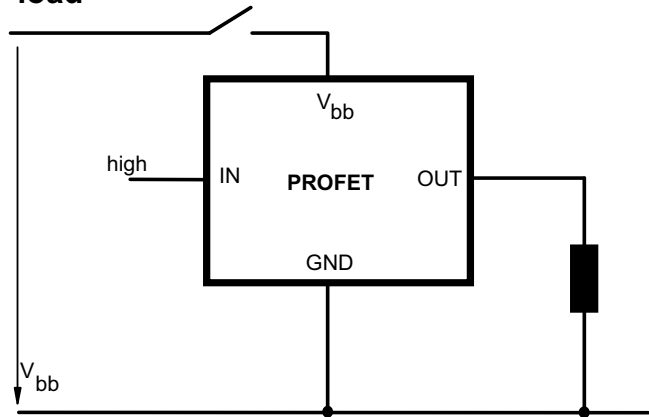 load
Vbb
high
IN
PROFET
OUT
GND
Vbb